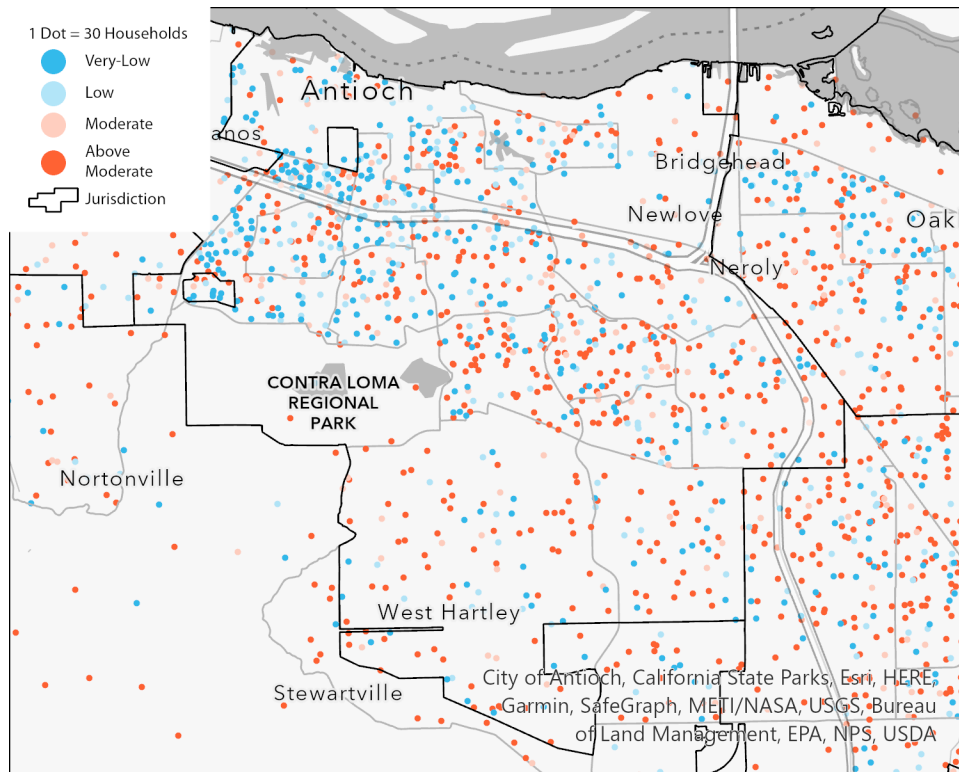 1 Dot = 30 Households
Very-Low
Low
Moderate
Above
Moderate
Jurisdiction
Antioch
anos
Bridgehead
Newlove
Oak
Neroly
CONTRA LOMA
REGIONAL
PARK
Nortonville
West Hartley
Stewartville
City of Antioch, California State Parks, Esri, HERE,
Garmin, SafeGraph, METI/NASA, USGS, Bureau
of Land Management, EPA, NPS, USDA